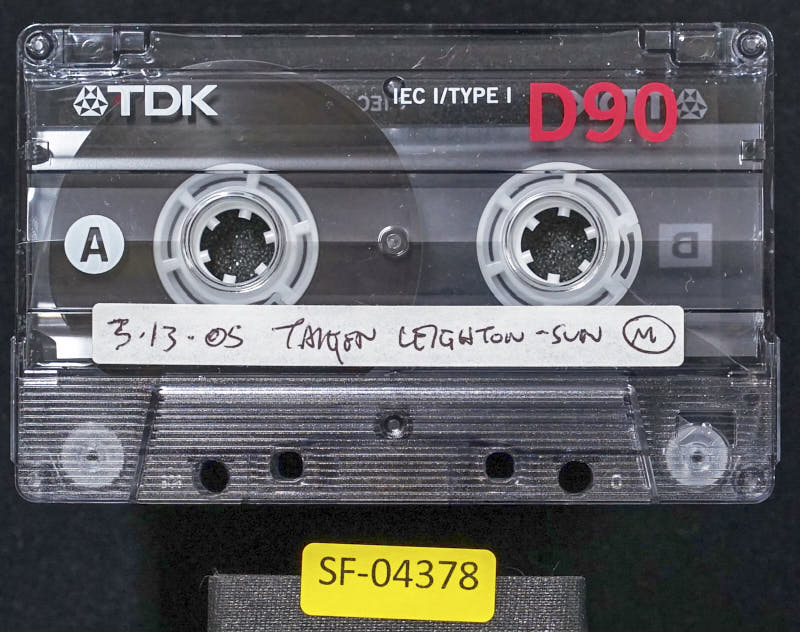 TDK IEC I/TYPE I D90
A B
3·13·05 TAIGEN LEIGHTON-SUN M
SF-04378